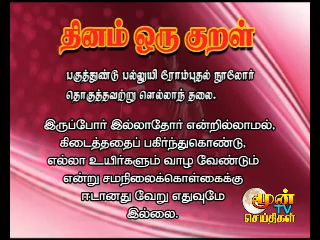 தினம் ஒரு குறள்
பகுத்துண்டு பல்லுயி ரோம்புதல் நூலோர்
தொகுத்தவற்று ளெல்லாந் தலை.
இருப்போர் இல்லாதோர் என்றில்லாமல்,
கிடைத்ததைப் பகிர்ந்துகொண்டு,
எல்லா உயிர்களும் வாழ வேண்டும்
என்று சமநிலைக்கொள்கைக்கு
ஈடானது வேறு எதுவுமே
இல்லை.
மூன்
TV
செய்திகள்